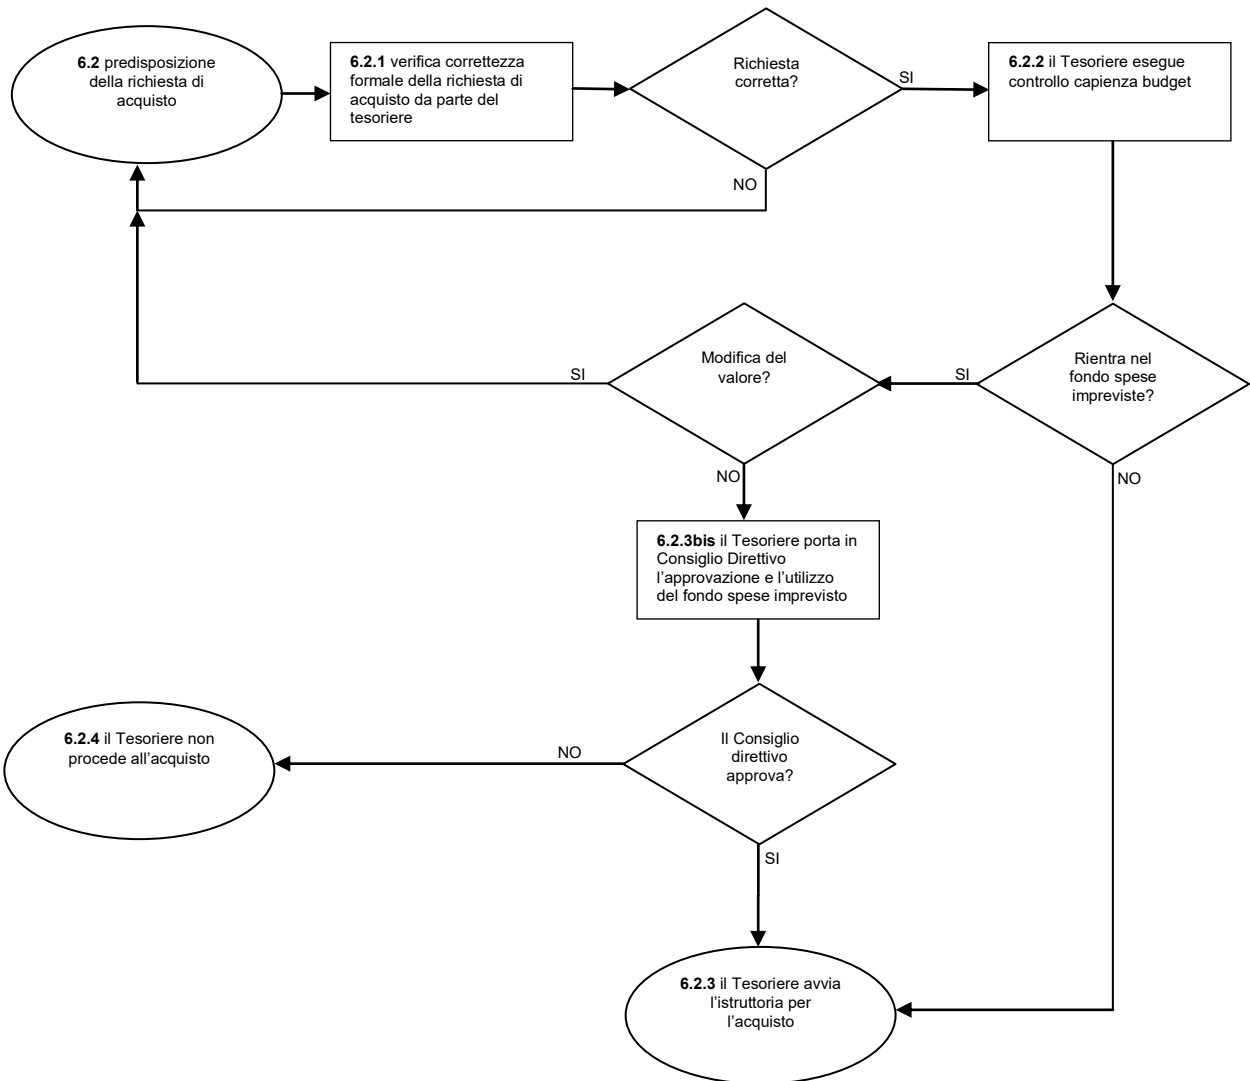 6.2 predisposizione
della richiesta di
acquisto
6.2.1 verifica correttezza
formale della richiesta di
acquisto da parte del
tesoriere
Richiesta
corretta?
SI
6.2.2 il Tesoriere esegue
controllo capienza budget
NO
Modifica del
valore?
SI
SI
Rientra nel
fondo spese
impreviste?
NO
NO
6.2.3bis il Tesoriere porta in
Consiglio Direttivo
l’approvazione e l’utilizzo
del fondo spese imprevisto
6.2.4 il Tesoriere non
procede all’acquisto
NO
Il Consiglio
direttivo
approva?
SI
6.2.3 il Tesoriere avvia
l’istruttoria per
l’acquisto